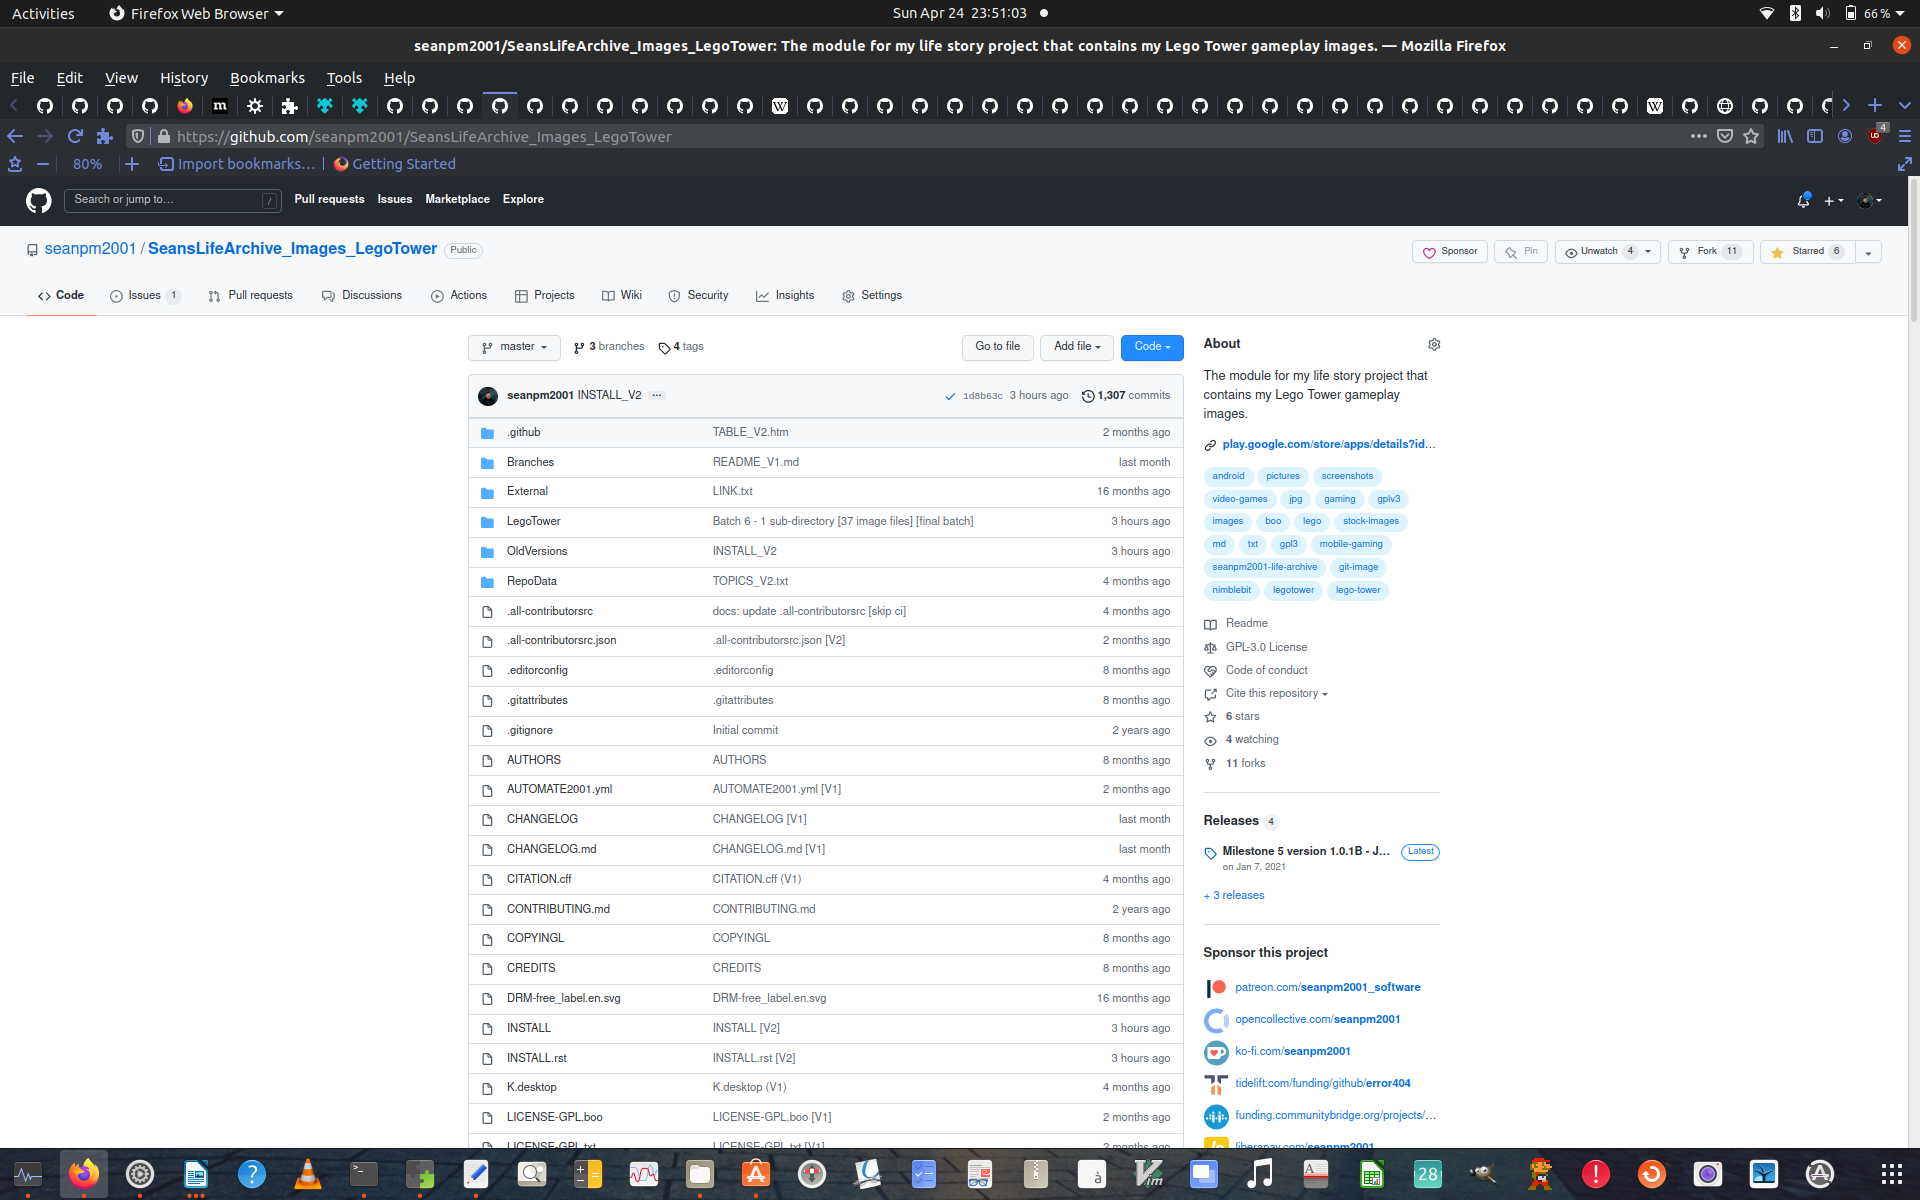 Activities Firefox Web Browser Sun Apr 24 23:51:03 66 %
seanpm2001/SeansLifeArchive_Images_LegoTower: The module for my life story project that contains my Lego Tower gameplay images. — Mozilla Firefox
File Edit View History Bookmarks Tools Help
https://github.com/seanpm2001/SeansLifeArchive_Images_LegoTower 4
80% Import bookmarks… Getting Started
Search or jump to… / Pull requests Issues Marketplace Explore
seanpm2001 / SeansLifeArchive_Images_LegoTower Public Sponsor Pin Unwatch 4 Fork 11 Starred 6
Code Issues 1 Pull requests Discussions Actions Projects Wiki Security Insights Settings
master 3 branches 4 tags Go to file Add file Code
seanpm2001 INSTALL_V2 ... 1d8b63c 3 hours ago 1,307 commits
.github TABLE_V2.htm 2 months ago
Branches README_V1.md last month
External LINK.txt 16 months ago
LegoTower Batch 6 - 1 sub-directory [37 image files] [final batch] 3 hours ago
OldVersions INSTALL_V2 3 hours ago
RepoData TOPICS_V2.txt 4 months ago
.all-contributorsrc docs: update .all-contributorsrc [skip ci] 4 months ago
.all-contributorsrc.json .all-contributorsrc.json [V2] 2 months ago
.editorconfig .editorconfig 8 months ago
.gitattributes .gitattributes 8 months ago
.gitignore Initial commit 2 years ago
AUTHORS AUTHORS 8 months ago
AUTOMATE2001.yml AUTOMATE2001.yml [V1] 2 months ago
CHANGELOG CHANGELOG [V1] last month
CHANGELOG.md CHANGELOG.md [V1] last month
CITATION.cff CITATION.cff (V1) 4 months ago
CONTRIBUTING.md CONTRIBUTING.md 2 years ago
COPYINGL COPYINGL 8 months ago
CREDITS CREDITS 8 months ago
DRM-free_label.en.svg DRM-free_label.en.svg 16 months ago
INSTALL INSTALL [V2] 3 hours ago
INSTALL.rst INSTALL.rst [V2] 3 hours ago
K.desktop K.desktop (V1) 4 months ago
LICENSE-GPL.boo LICENSE-GPL.boo [V1] 2 months ago
LICENSE-GPL.txt LICENSE-GPL.txt [V1] 2 months ago
About
The module for my life story project that
contains my Lego Tower gameplay
images.
play.google.com/store/apps/details?id…
android pictures screenshots
video-games jpg gaming gplv3
images boo lego stock-images
md txt gpl3 mobile-gaming
seanpm2001-life-archive git-image
nimblebit legotower lego-tower
Readme
GPL-3.0 License
Code of conduct
Cite this repository
6 stars
4 watching
11 forks
Releases 4
Milestone 5 version 1.0.1B - J… Latest
on Jan 7, 2021
+ 3 releases
Sponsor this project
patreon.com/seanpm2001_software
opencollective.com/seanpm2001
ko-fi.com/seanpm2001
tidelift.com/funding/github/error404
funding.communitybridge.org/projects/…
liberapay.com/seanpm2001
28